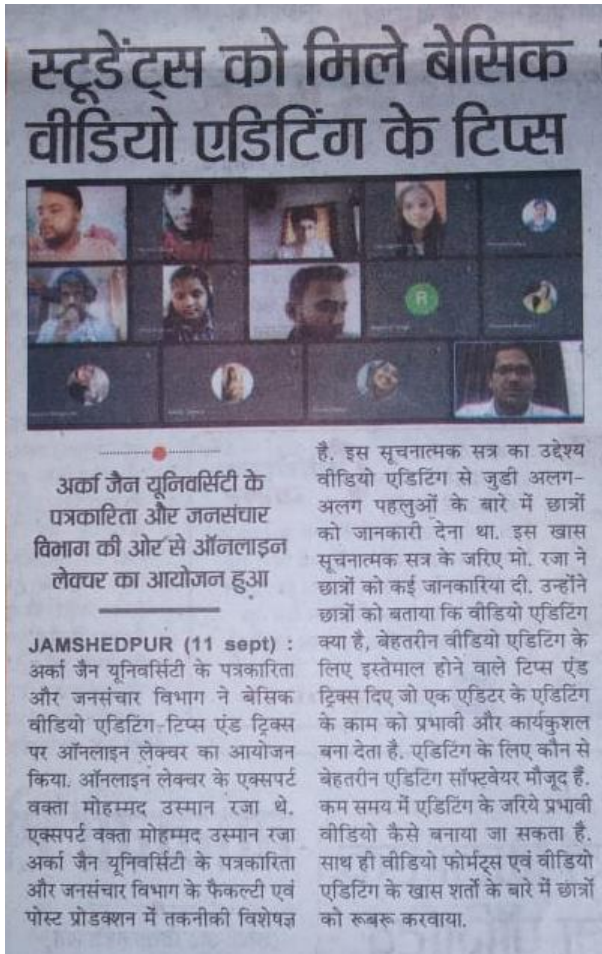 स्टूडेंट्स को मिले बेसिक
वीडियो एडिटिंग के टिप्स
R
अर्का जैन यूनिवर्सिटी के
पत्रकारिता और जनसंचार
विभाग की ओर से ऑनलाइन
लेक्चर का आयोजन हुआ
JAMSHEDPUR (11 sept) :
अर्का जैन यूनिवर्सिटी के पत्रकारिता
और जनसंचार विभाग ने बेसिक
वीडियो एडिटिंग-टिप्स एंड ट्रिक्स
पर ऑनलाइन लेक्चर का आयोजन
किया. ऑनलाइन लेक्चर के एक्सपर्ट
वक्ता मोहम्मद उस्मान रजा थे.
एक्सपर्ट वक्ता मोहम्मद उस्मान रजा
अर्का जैन यूनिवर्सिटी के पत्रकारिता
और जनसंचार विभाग के फैकल्टी एवं
पोस्ट प्रोडक्शन में तकनीकी विशेषज्ञ
है. इस सूचनात्मक सत्र का उद्देश्य
वीडियो एडिटिंग से जुडी अलग-
अलग पहलुओं के बारे में छात्रों
को जानकारी देना था. इस खास
सूचनात्मक सत्र के जरिए मो. रजा ने
छात्रों को कई जानकारिया दी. उन्होंने
छात्रों को बताया कि वीडियो एडिटिंग
क्या है, बेहतरीन वीडियो एडिटिंग के
लिए इस्तेमाल होने वाले टिप्स एंड
ट्रिक्स दिए जो एक एडिटर के एडिटिंग
के काम को प्रभावी और कार्यकुशल
बना देता है. एडिटिंग के लिए कौन से
बेहतरीन एडिटिंग सॉफ्टवेयर मौजूद हैं.
कम समय में एडिटिंग के जरिये प्रभावी
वीडियो कैसे बनाया जा सकता है.
साथ ही वीडियो फोर्मट्स एवं वीडियो
एडिटिंग के खास शर्तो के बारे में छात्रों
को रूबरू करवाया.